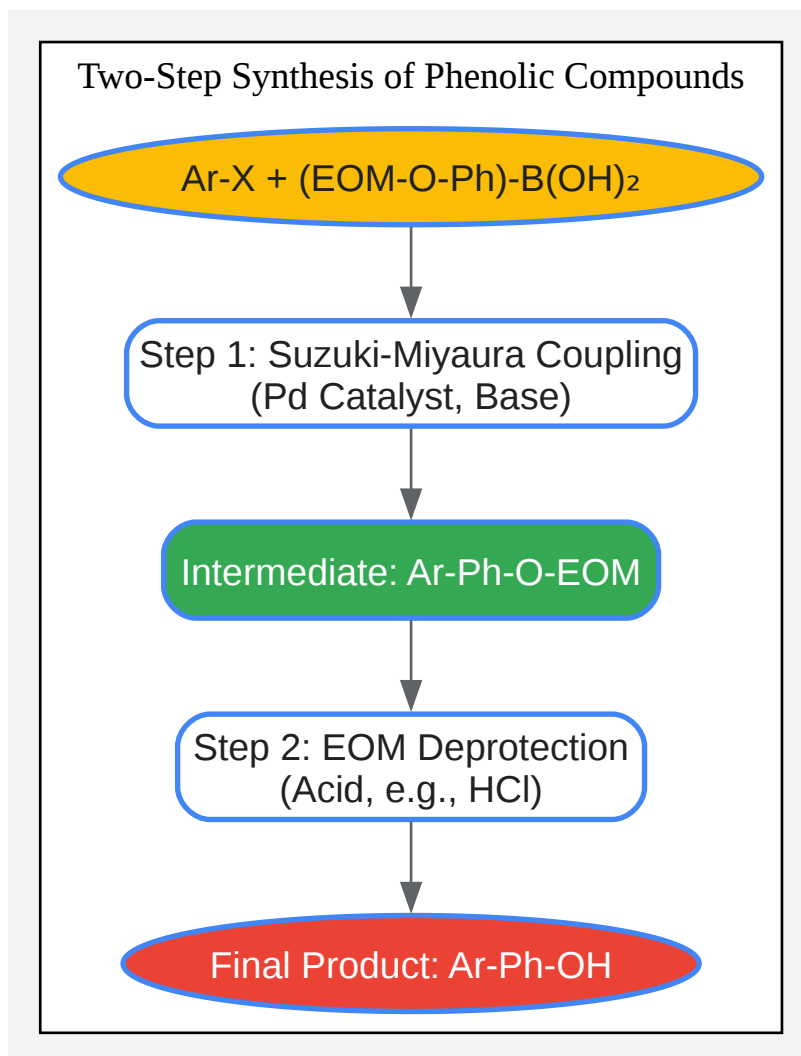 Two-Step Synthesis of Phenolic Compounds
Ar-X + (EOM-O-Ph)-B(OH)₂
Step 1: Suzuki-Miyaura Coupling
(Pd Catalyst, Base)
Intermediate: Ar-Ph-O-EOM
Step 2: EOM Deprotection
(Acid, e.g., HCl)
Final Product: Ar-Ph-OH